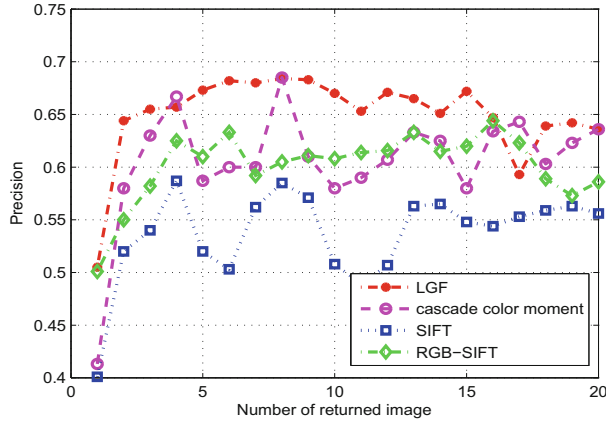 0.75
0.7
0.65
0.6
0.55
0.5
0.45
0.4
Precision
LGF
cascade color moment
SIFT
RGB-SIFT
0 5 10 15 20
Number of returned image